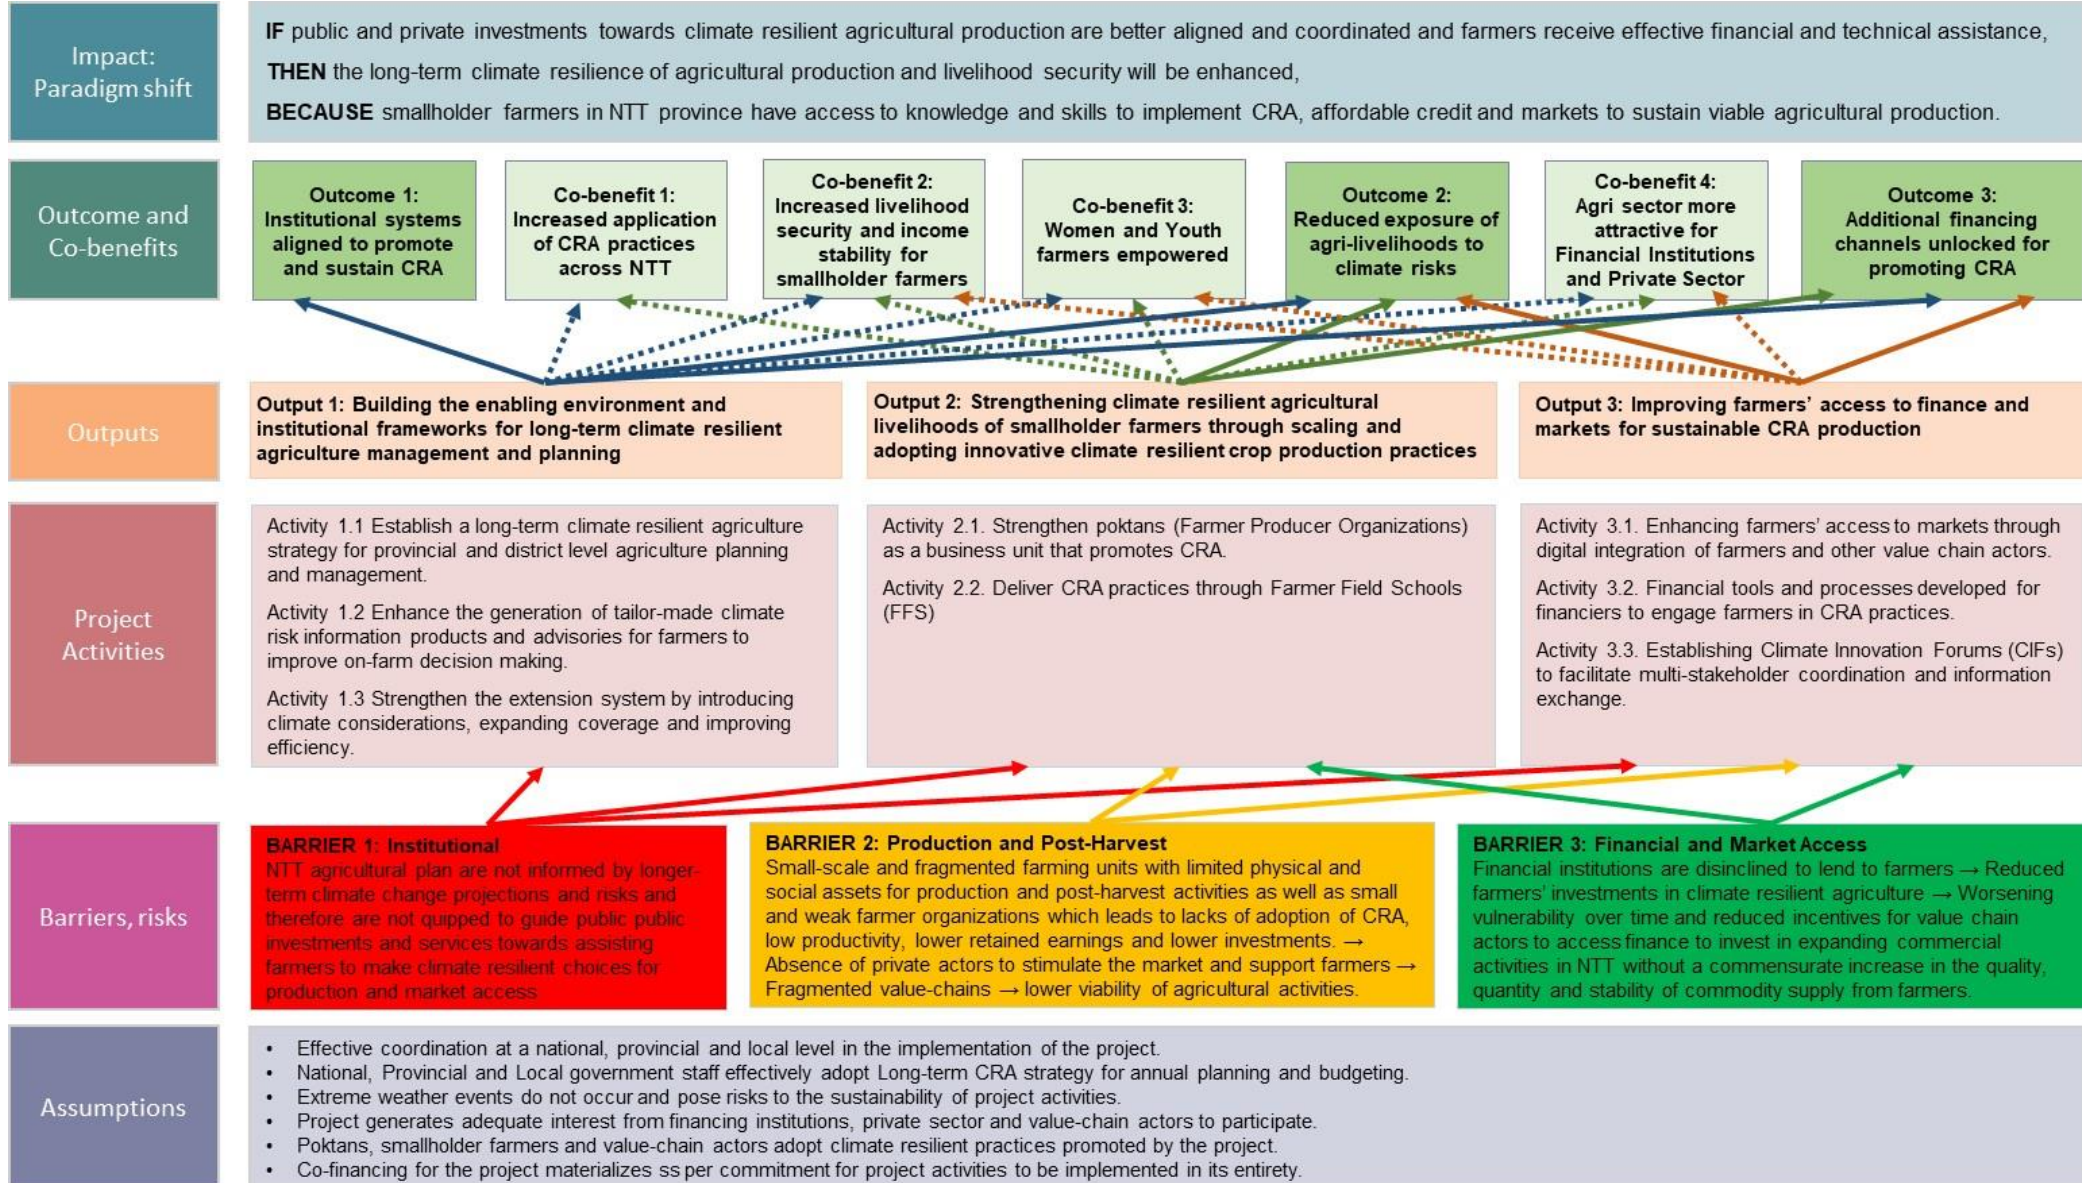 Impact:
Paradigm shift
IF public and private investments towards climate resilient agricultural production are better aligned and coordinated and farmers receive effective financial and technical assistance,
THEN the long-term climate resilience of agricultural production and livelihood security will be enhanced,
BECAUSE smallholder farmers in NTT province have access to knowledge and skills to implement CRA, affordable credit and markets to sustain viable agricultural production.
Outcome and
Co-benefits
Outcome 1:
Institutional systems
aligned to promote
and sustain CRA
Co-benefit 1:
Increased application
of CRA practices
across NTT
Co-benefit 2:
Increased livelihood
security and income
stability for
smallholder farmers
Co-benefit 3:
Women and Youth
farmers empowered
Outcome 2:
Reduced exposure of
agri-livelihoods to
climate risks
Co-benefit 4:
Agri sector more
attractive for
Financial Institutions
and Private Sector
Outcome 3:
Additional financing
channels unlocked for
promoting CRA
Outputs
Output 1: Building the enabling environment and
institutional frameworks for long-term climate resilient
agriculture management and planning
Output 2: Strengthening climate resilient agricultural
livelihoods of smallholder farmers through scaling and
adopting innovative climate resilient crop production practices
Output 3: Improving farmers' access to finance and
markets for sustainable CRA production
Project
Activities
Activity 1.1 Establish a long-term climate resilient agriculture
strategy for provincial and district level agriculture planning
and management.
Activity 1.2 Enhance the generation of tailor-made climate
risk information products and advisories for farmers to
improve on-farm decision making.
Activity 1.3 Strengthen the extension system by introducing
climate considerations, expanding coverage and improving
efficiency.
Activity 2.1. Strengthen poktans (Farmer Producer Organizations)
as a business unit that promotes CRA.
Activity 2.2. Deliver CRA practices through Farmer Field Schools
(FFS)
Activity 3.1. Enhancing farmers' access to markets through
digital integration of farmers and other value chain actors.
Activity 3.2. Financial tools and processes developed for
financiers to engage farmers in CRA practices.
Activity 3.3. Establishing Climate Innovation Forums (CIFs)
to facilitate multi-stakeholder coordination and information
exchange.
Barriers, risks
BARRIER 1: Institutional
NTT agricultural plan are not informed by longer-
term climate change projections and risks and
therefore are not quipped to guide public public
investments and services towards assisting
farmers to make climate resilient choices for
production and market access
BARRIER 2: Production and Post-Harvest
Small-scale and fragmented farming units with limited physical and
social assets for production and post-harvest activities as well as small
and weak farmer organizations which leads to lacks of adoption of CRA,
low productivity, lower retained earnings and lower investments. →
Absence of private actors to stimulate the market and support farmers →
Fragmented value-chains → lower viability of agricultural activities.
BARRIER 3: Financial and Market Access
Financial institutions are disinclined to lend to farmers → Reduced
farmers' investments in climate resilient agriculture → Worsening
vulnerability over time and reduced incentives for value chain
actors to access finance to invest in expanding commercial
activities in NTT without a commensurate increase in the quality,
quantity and stability of commodity supply from farmers.
Assumptions
• Effective coordination at a national, provincial and local level in the implementation of the project.
• National, Provincial and Local government staff effectively adopt Long-term CRA strategy for annual planning and budgeting.
• Extreme weather events do not occur and pose risks to the sustainability of project activities.
• Project generates adequate interest from financing institutions, private sector and value-chain actors to participate.
• Poktans, smallholder farmers and value-chain actors adopt climate resilient practices promoted by the project.
• Co-financing for the project materializes ss per commitment for project activities to be implemented in its entirety.